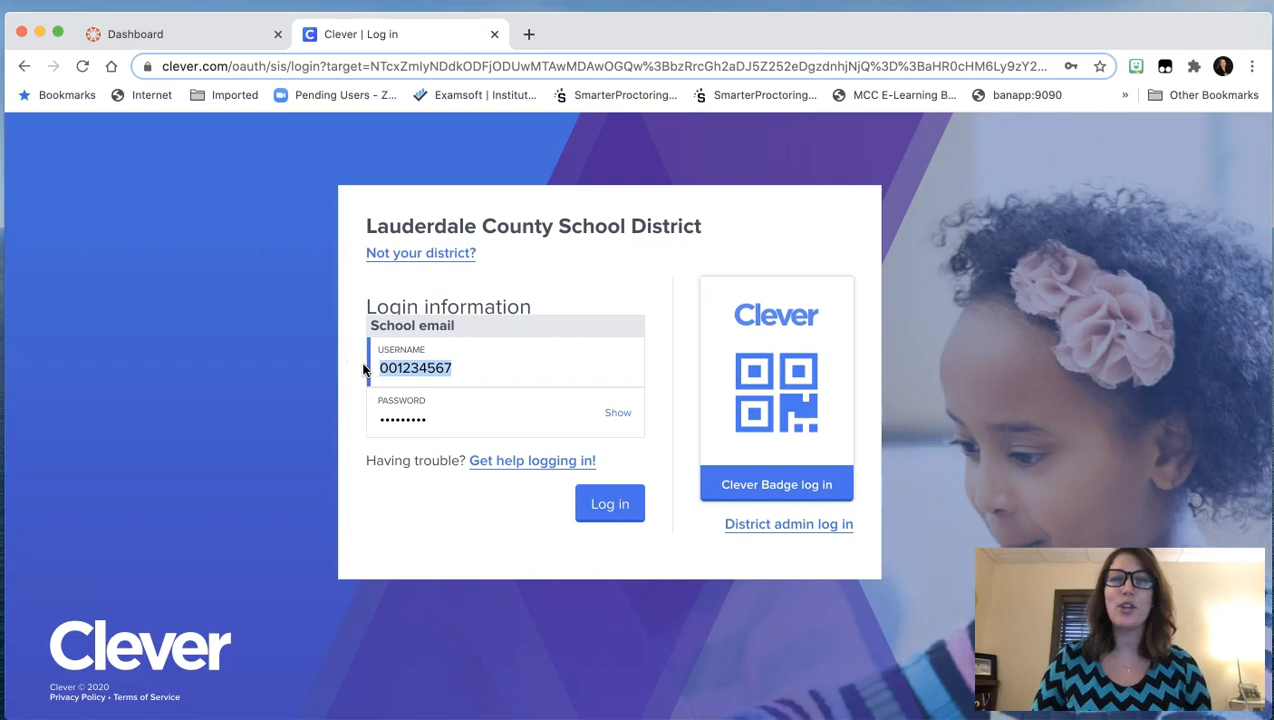 Dashboard
Clever | Log in
clever.com/oauth/sis/login?target=NTcxZmIyNDdkODFjODUwMTAwMDAwOGQw%3BbzRrcGh2aDJ5Z252eDgzdnhjNjQ%3D%3BaHR0cHM6Ly9zY2...
Bookmarks
Internet
Imported
Pending Users - Z...
Examsoft | Institut...
SmarterProctoring...
SmarterProctoring...
MCC E-Learning B...
banapp:9090
»
Other Bookmarks
Lauderdale County School District
Not your district?
Login information
School email
USERNAME
001234567
PASSWORD
•••••••••
Show
Having trouble? Get help logging in!
Log in
Clever
Clever Badge log in
District admin log in
Clever
Clever © 2020
Privacy Policy • Terms of Service